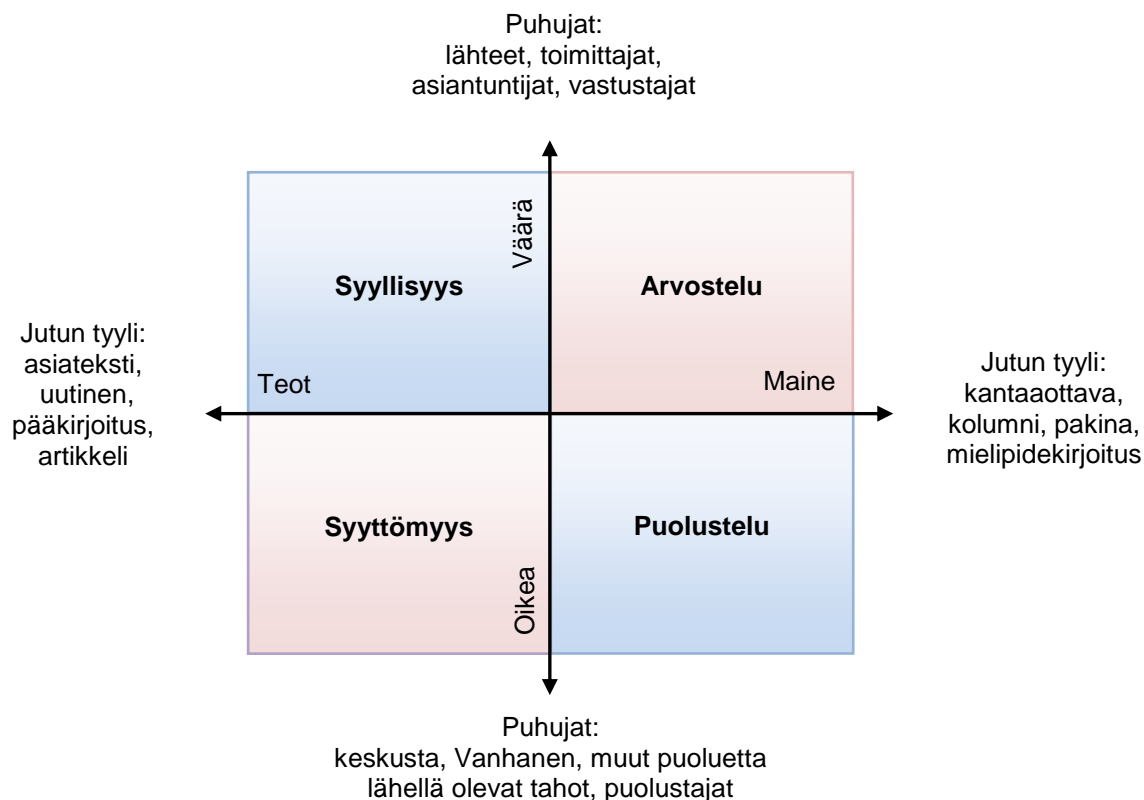 Puhujat:
lähteet, toimittajat,
asiantuntijat, vastustajat
Väärä
Syyllisyys
Arvostelu
Jutun tyyli:
asiateksti,
uutinen,
pääkirjoitus,
artikkeli
Teot
Maine
Jutun tyyli:
kantaaottava,
kolumni, pakina,
mielipidekirjoitus
Syyttömyys
Puolustelu
Oikea
Puhujat:
keskusta, Vanhanen, muut puoluetta
lähellä olevat tahot, puolustajat